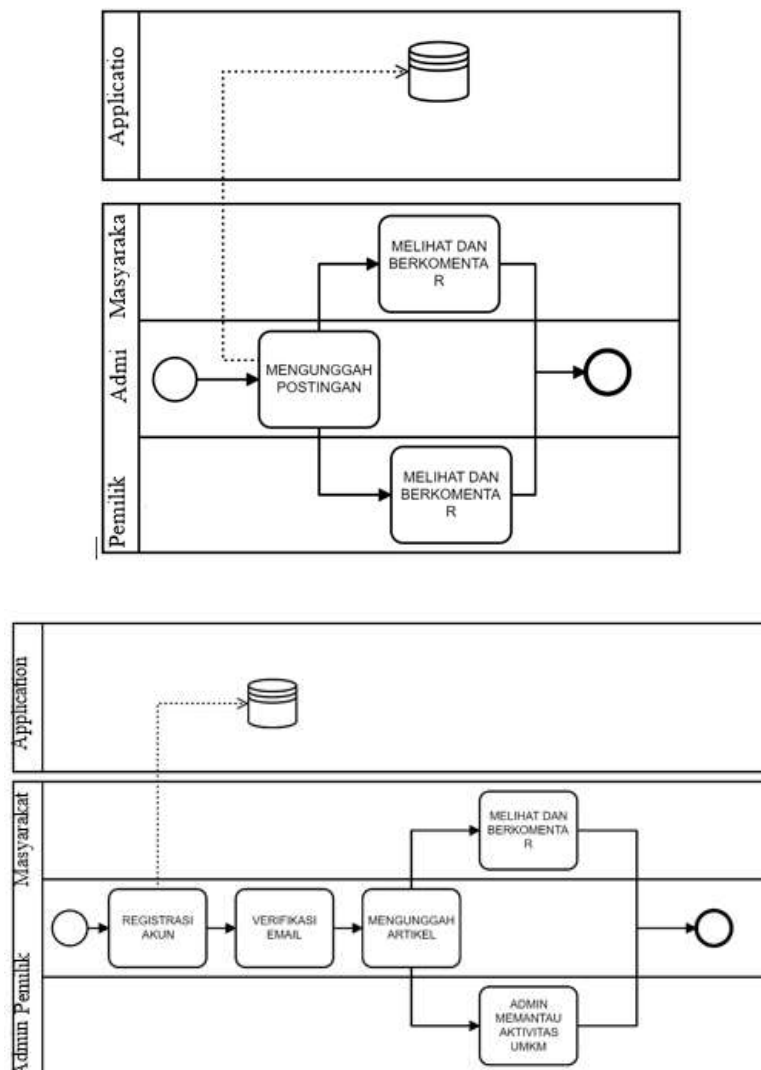 Applicatio
Masyaraka
MELIHAT DAN
BERKOMENTA
R
Admi
MENGUNGGAH
POSTINGAN
Pemilik
MELIHAT DAN
BERKOMENTA
R
Application
Masyarakat
MELIHAT DAN
BERKOMENTA
R
Pemilik
REGISTRASI
AKUN
VERIFIKASI
EMAIL
MENGUNGGAH
ARTIKEL
Admin
ADMIN
MEMANTAU
AKTIVITAS
UMKM